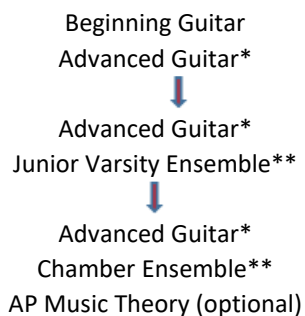 Beginning Guitar
Advanced Guitar*
Advanced Guitar*
Junior Varsity Ensemble**
Advanced Guitar*
Chamber Ensemble**
AP Music Theory (optional)